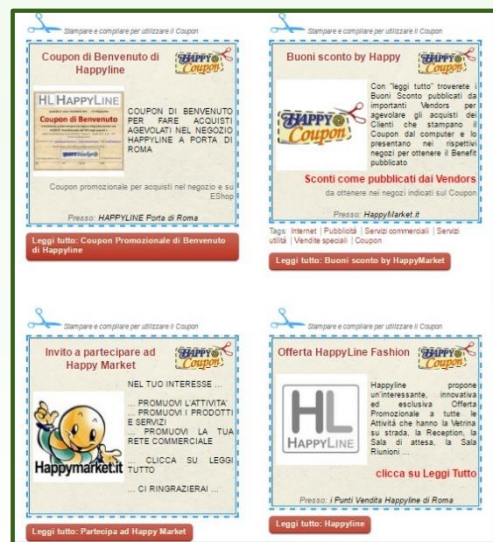 Stampare e compilare per utilizzare il Coupon
Coupon di Benvenuto di
Happyline
HAPPY
Coupon
HL HAPPYLINE
Coupon di Benvenuto
COUPON DI BENVENUTO
PER FARE ACQUISTI
AGEVOLATI NEL NEGOZIO
HAPPYLINE A PORTA DI
ROMA
Coupon promozionale per acquisti nel negozio e su
EShop
Presso: HAPPYLINE Porta di Roma
Leggi tutto: Coupon Promozionale di Benvenuto
di Happyline
Stampare e compilare per utilizzare il Coupon
Buoni sconto by Happy
HAPPY
Coupon
HAPPY
Coupon
Con "leggi tutto" troverete i
Buoni Sconto pubblicati da
importanti Vendors per
agevolare gli acquisti dei
Clienti che stampano il
Coupon dal computer e lo
presentano nei rispettivi
negozi per ottenere il Benefit
pubblicato
Sconti come pubblicati dai Vendors
da ottenere nei negozi indicati sul Coupon
Presso: HappyMarket.it
Tags: Internet | Pubblicità | Servizi commerciali | Servizi
utilità | Vendite speciali | Coupon
Leggi tutto: Buoni sconto by HappyMarket
Stampare e compilare per utilizzare il Coupon
Invito a partecipare ad
Happy Market
HAPPY
Coupon
Happymarket.it
NEL TUO INTERESSE ...
... PROMUOVI L'ATTIVITA'
... PROMUOVI I PRODOTTI
E SERVIZI
... PROMUOVI LA TUA
RETE COMMERCIALE
... CLICCA SU LEGGI
TUTTO
... CI RINGRAZIERAI ...
Leggi tutto: Partecipa ad Happy Market
Stampare e compilare per utilizzare il Coupon
Offerta HappyLine Fashion
HAPPY
Coupon
HL
HAPPYLINE
Happyline propone
un'interessante, innovativa
ed esclusiva Offerta
Promozionale a tutte le
Attività che hanno la Vetrina
su strada, la Reception, la
Sala di attesa, la Sala
Riunioni ...
clicca su Leggi Tutto
Presso: i Punti Vendita Happyline di Roma
Leggi tutto: Happyline